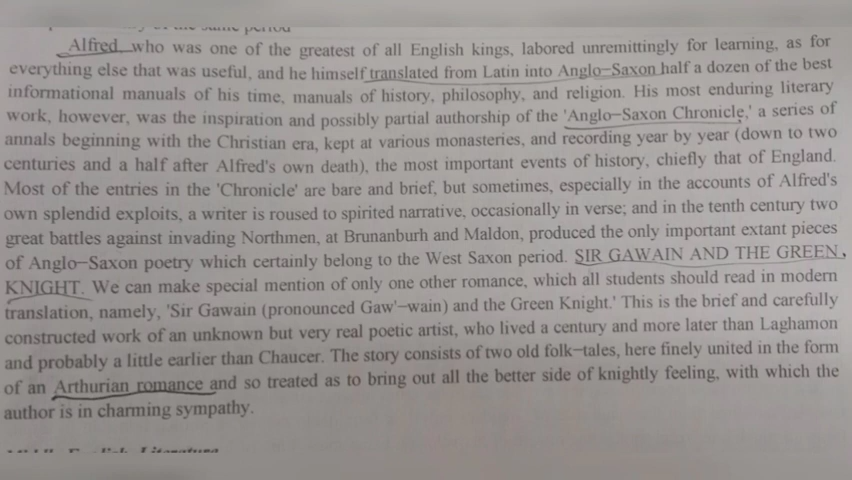 Alfred, who was one of the greatest of all English kings, labored unremittingly for learning, as for
everything else that was useful, and he himself translated from Latin into Anglo-Saxon half a dozen of the best
informational manuals of his time, manuals of history, philosophy, and religion. His most enduring literary
work, however, was the inspiration and possibly partial authorship of the 'Anglo-Saxon Chronicle,' a series of
annals beginning with the Christian era, kept at various monasteries, and recording year by year (down to two
centuries and a half after Alfred's own death), the most important events of history, chiefly that of England.
Most of the entries in the 'Chronicle' are bare and brief, but sometimes, especially in the accounts of Alfred's
own splendid exploits, a writer is roused to spirited narrative, occasionally in verse; and in the tenth century two
great battles against invading Northmen, at Brunanburh and Maldon, produced the only important extant pieces
of Anglo-Saxon poetry which certainly belong to the West Saxon period. SIR GAWAIN AND THE GREEN
KNIGHT. We can make special mention of only one other romance, which all students should read in modern
translation, namely, 'Sir Gawain (pronounced Gaw'-wain) and the Green Knight.' This is the brief and carefully
constructed work of an unknown but very real poetic artist, who lived a century and more later than Laghamon
and probably a little earlier than Chaucer. The story consists of two old folk-tales, here finely united in the form
of an Arthurian romance and so treated as to bring out all the better side of knightly feeling, with which the
author is in charming sympathy.